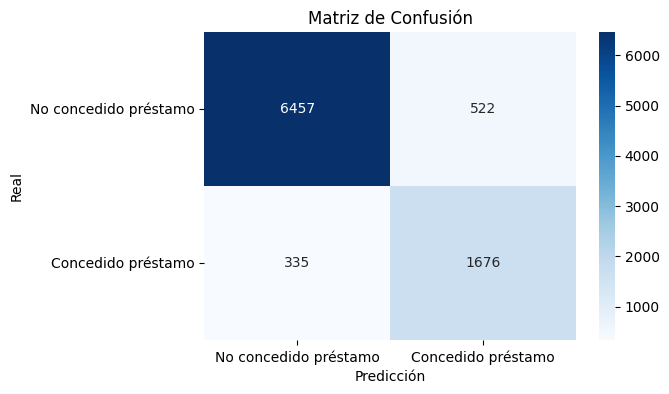 Matriz de Confusión
Real
No concedido préstamo
6457
522
Concedido préstamo
335
1676
No concedido préstamo
Concedido préstamo
Predicción
6000
5000
4000
3000
2000
1000